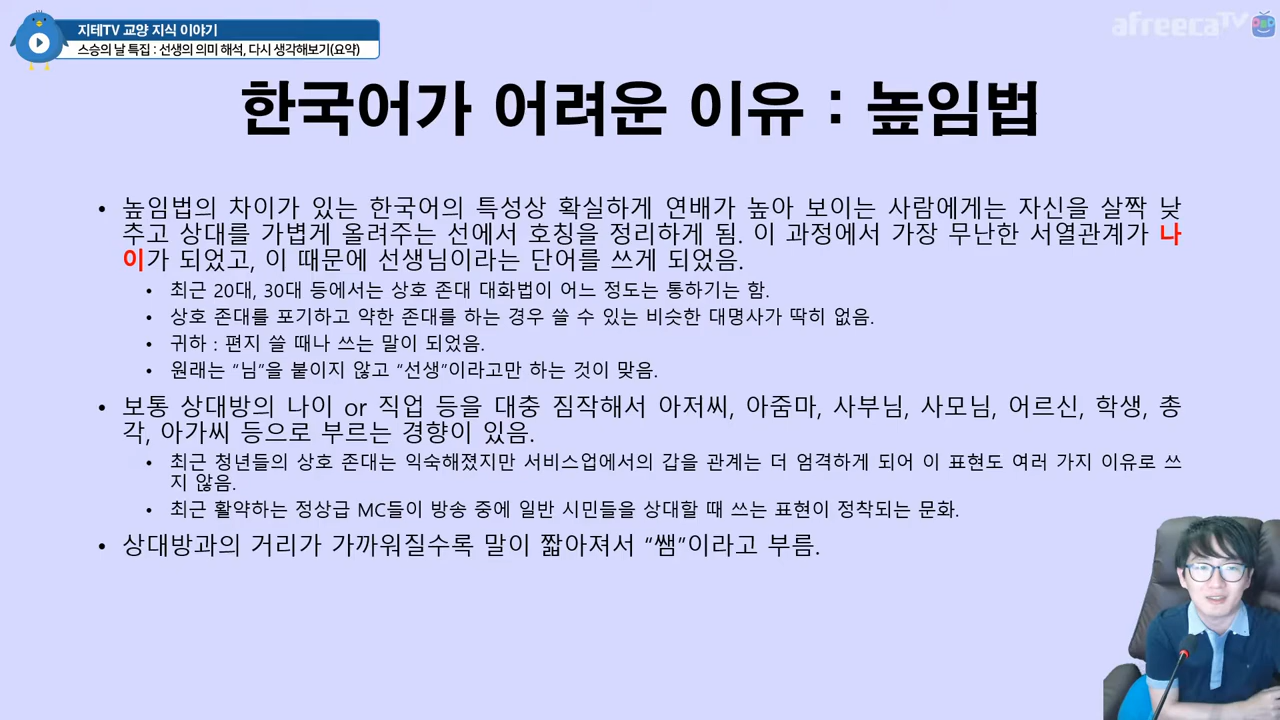 지테TV 교양 지식 이야기
스승의 날 특집 : 선생의 의미 해석, 다시 생각해보기(요약)
afreecaTV
한국어가 어려운 이유 : 높임법
• 높임법의 차이가 있는 한국어의 특성상 확실하게 연배가 높아 보이는 사람에게는 자신을 살짝 낮
추고 상대를 가볍게 올려주는 선에서 호칭을 정리하게 됨. 이 과정에서 가장 무난한 서열관계가 나
이가 되었고, 이 때문에 선생님이라는 단어를 쓰게 되었음.
• 최근 20대, 30대 등에서는 상호 존대 대화법이 어느 정도는 통하기는 함.
• 상호 존대를 포기하고 약한 존대를 하는 경우 쓸 수 있는 비슷한 대명사가 딱히 없음.
• 귀하 : 편지 쓸 때나 쓰는 말이 되었음.
• 원래는 “님”을 붙이지 않고 “선생”이라고만 하는 것이 맞음.
• 보통 상대방의 나이 or 직업 등을 대충 짐작해서 아저씨, 아줌마, 사부님, 사모님, 어르신, 학생, 총
각, 아가씨 등으로 부르는 경향이 있음.
• 최근 청년들의 상호 존대는 익숙해졌지만 서비스업에서의 갑을 관계는 더 엄격하게 되어 이 표현도 여러 가지 이유로 쓰
지 않음.
• 최근 활약하는 정상급 MC들이 방송 중에 일반 시민들을 상대할 때 쓰는 표현이 정착되는 문화.
• 상대방과의 거리가 가까워질수록 말이 짧아져서 “쌤”이라고 부름.